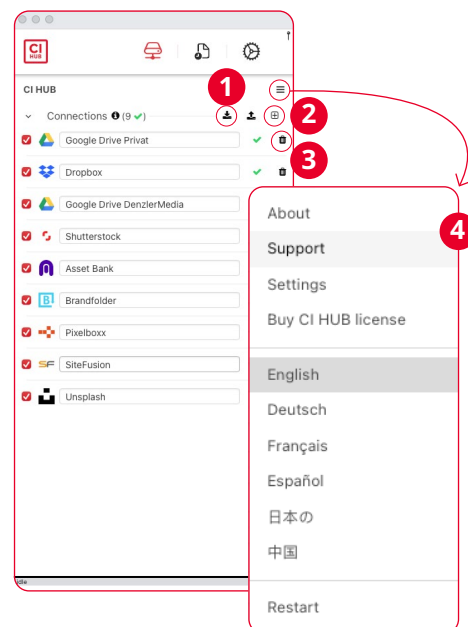 CI
HUB
CI HUB
1
Connections (9 ✓)
2
Google Drive Privat
3
Dropbox
Google Drive DenzlerMedia
Shutterstock
Asset Bank
B
Brandfolder
Pixelboxx
SF
SiteFusion
Unsplash
Idle
4
About
Support
Settings
Buy CI HUB license
English
Deutsch
Français
Español
日本の
中国
Restart